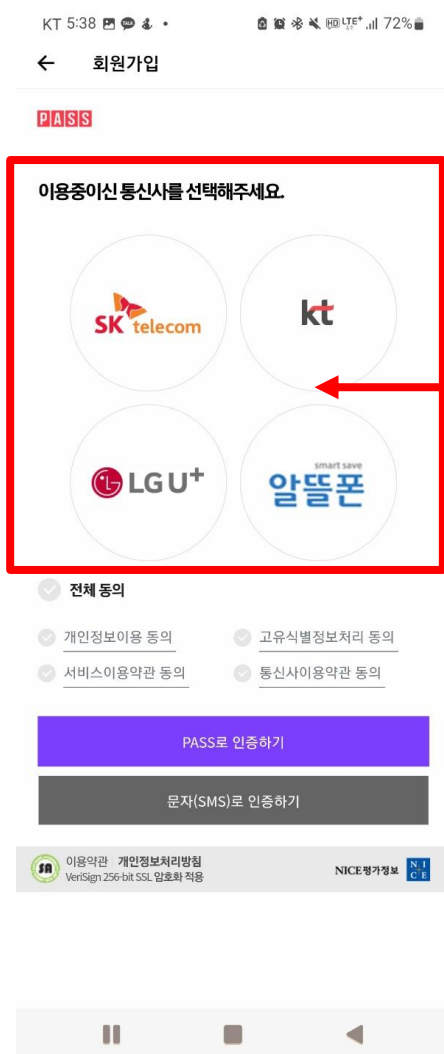 KT 5:38
HD LTE+ 72%
회원가입
PASS
이용중이신 통신사를 선택해주세요.
SK telecom
kt
LG U+
smart save
알뜰폰
전체 동의
개인정보이용 동의 고유식별정보처리 동의
서비스이용약관 동의 통신사이용약관 동의
PASS로 인증하기
문자(SMS)로 인증하기
이용약관 개인정보처리방침
VeriSign 256-bit SSL 암호화 적용
NICE평가정보 NICE